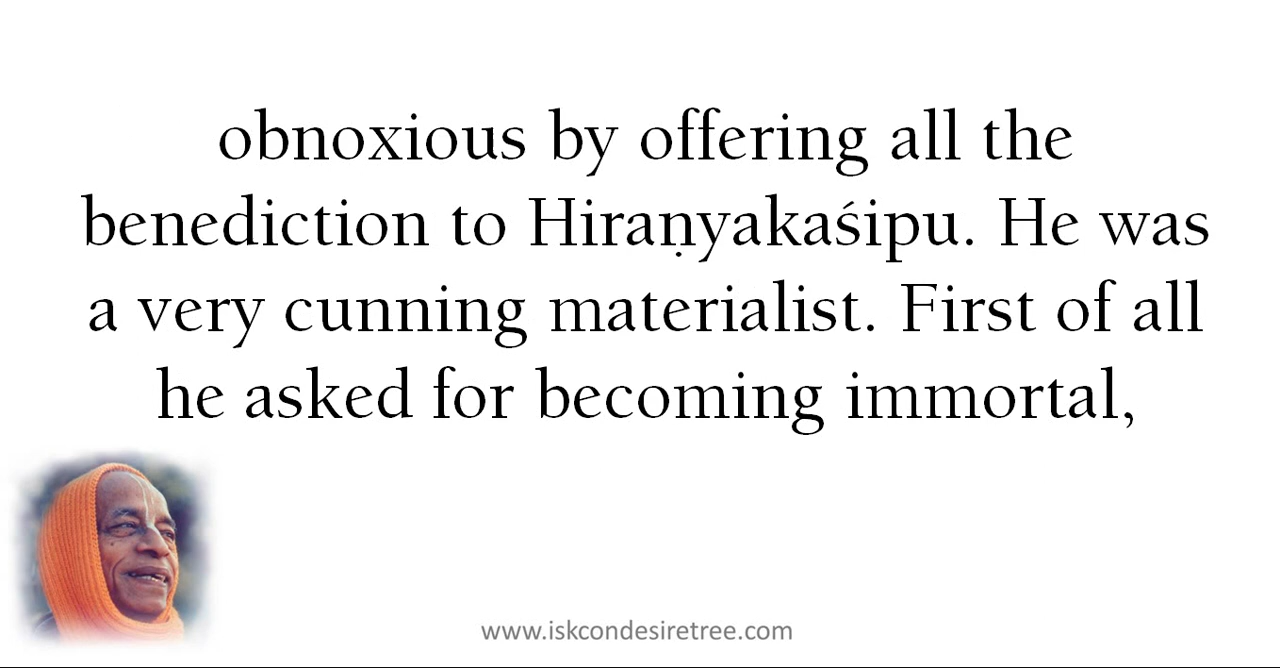 obnoxious by offering all the
benediction to Hiraṇyakaśipu. He was
a very cunning materialist. First of all
he asked for becoming immortal,
www.iskcondesiretree.com